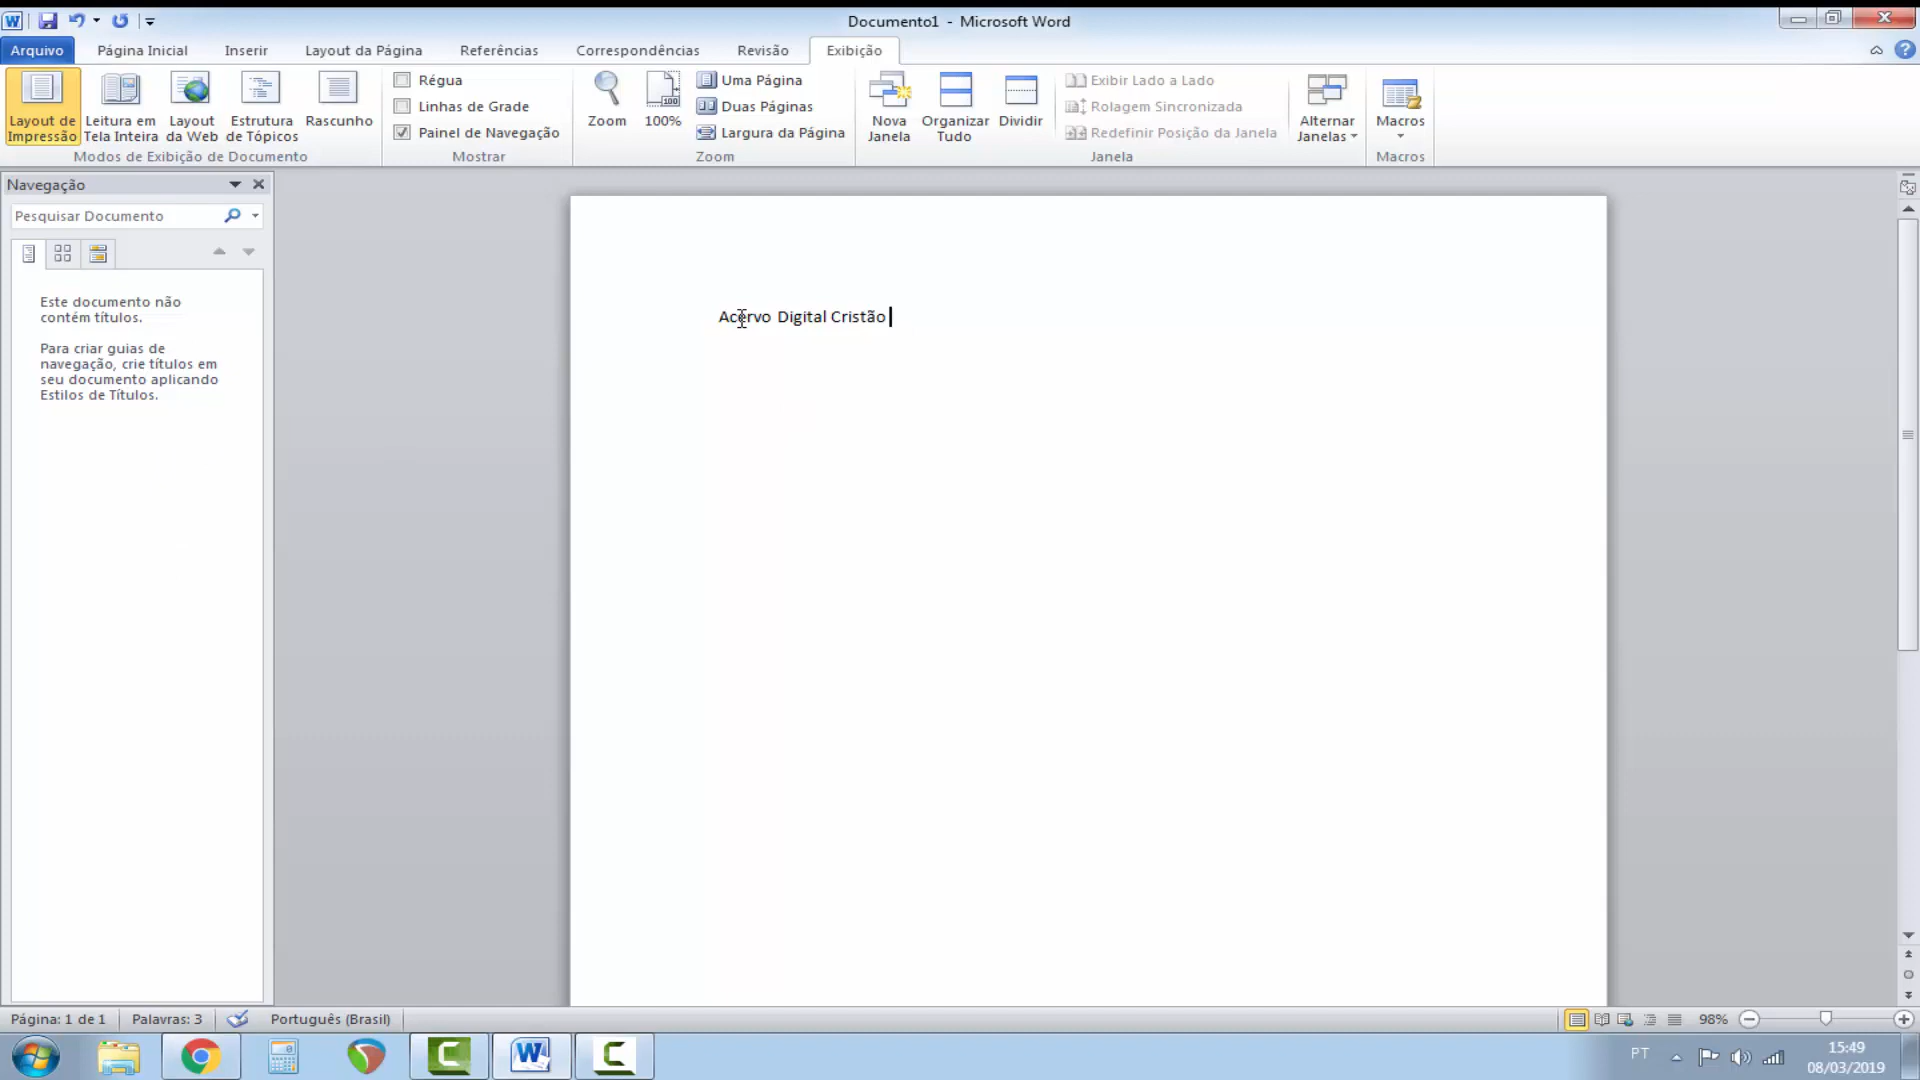 Documento1 - Microsoft Word
Arquivo Página Inicial Inserir Layout da Página Referências Correspondências Revisão Exibição
Layout de Impressão
Leitura em Tela Inteira
Layout da Web
Estrutura de Tópicos
Rascunho
Modos de Exibição de Documento
Régua
Linhas de Grade
Painel de Navegação
Mostrar
Zoom
100
100%
Uma Página
Duas Páginas
Largura da Página
Zoom
Nova Janela
Organizar Tudo
Dividir
Exibir Lado a Lado
Rolagem Sincronizada
Redefinir Posição da Janela
Janela
Alternar Janelas
Macros
Macros
Navegação
Pesquisar Documento
Este documento não
contém títulos.
Para criar guias de
navegação, crie títulos em
seu documento aplicando
Estilos de Títulos.
Acervo Digital Cristão
Página: 1 de 1 Palavras: 3 Português (Brasil) 98%
PT 15:49
08/03/2019